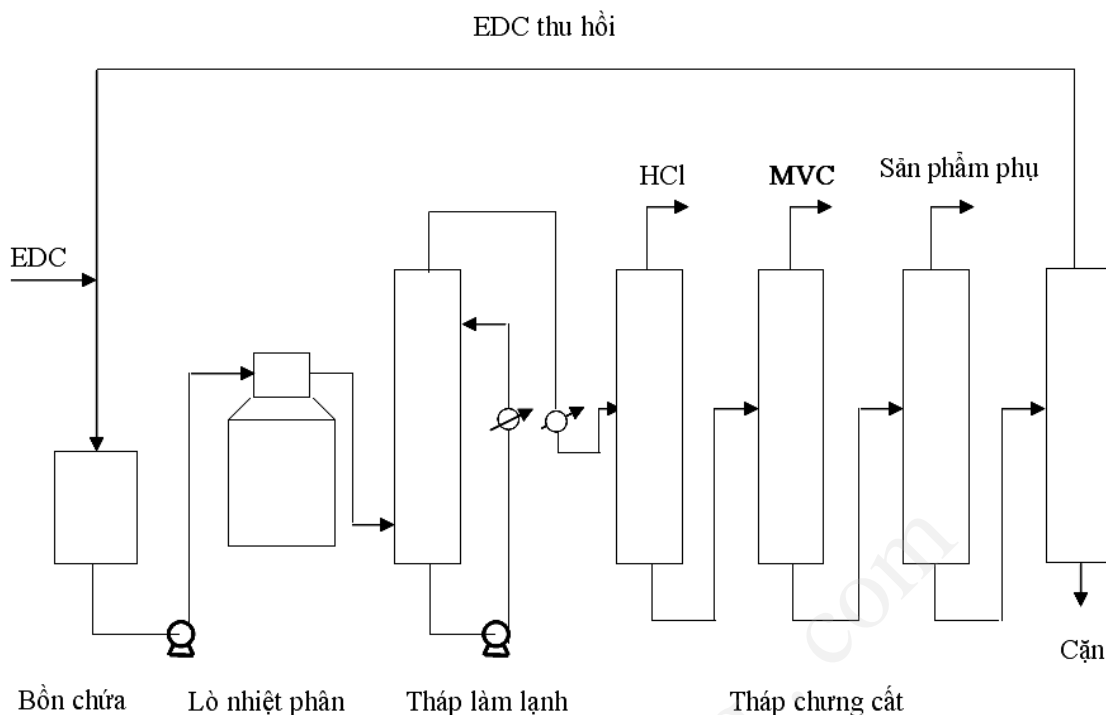 EDC thu hồi
HCl
MVC
Sản phẩm phụ
EDC
Cặn
Bồn chứa
Lò nhiệt phân
Tháp làm lạnh
Tháp chưng cất
. com